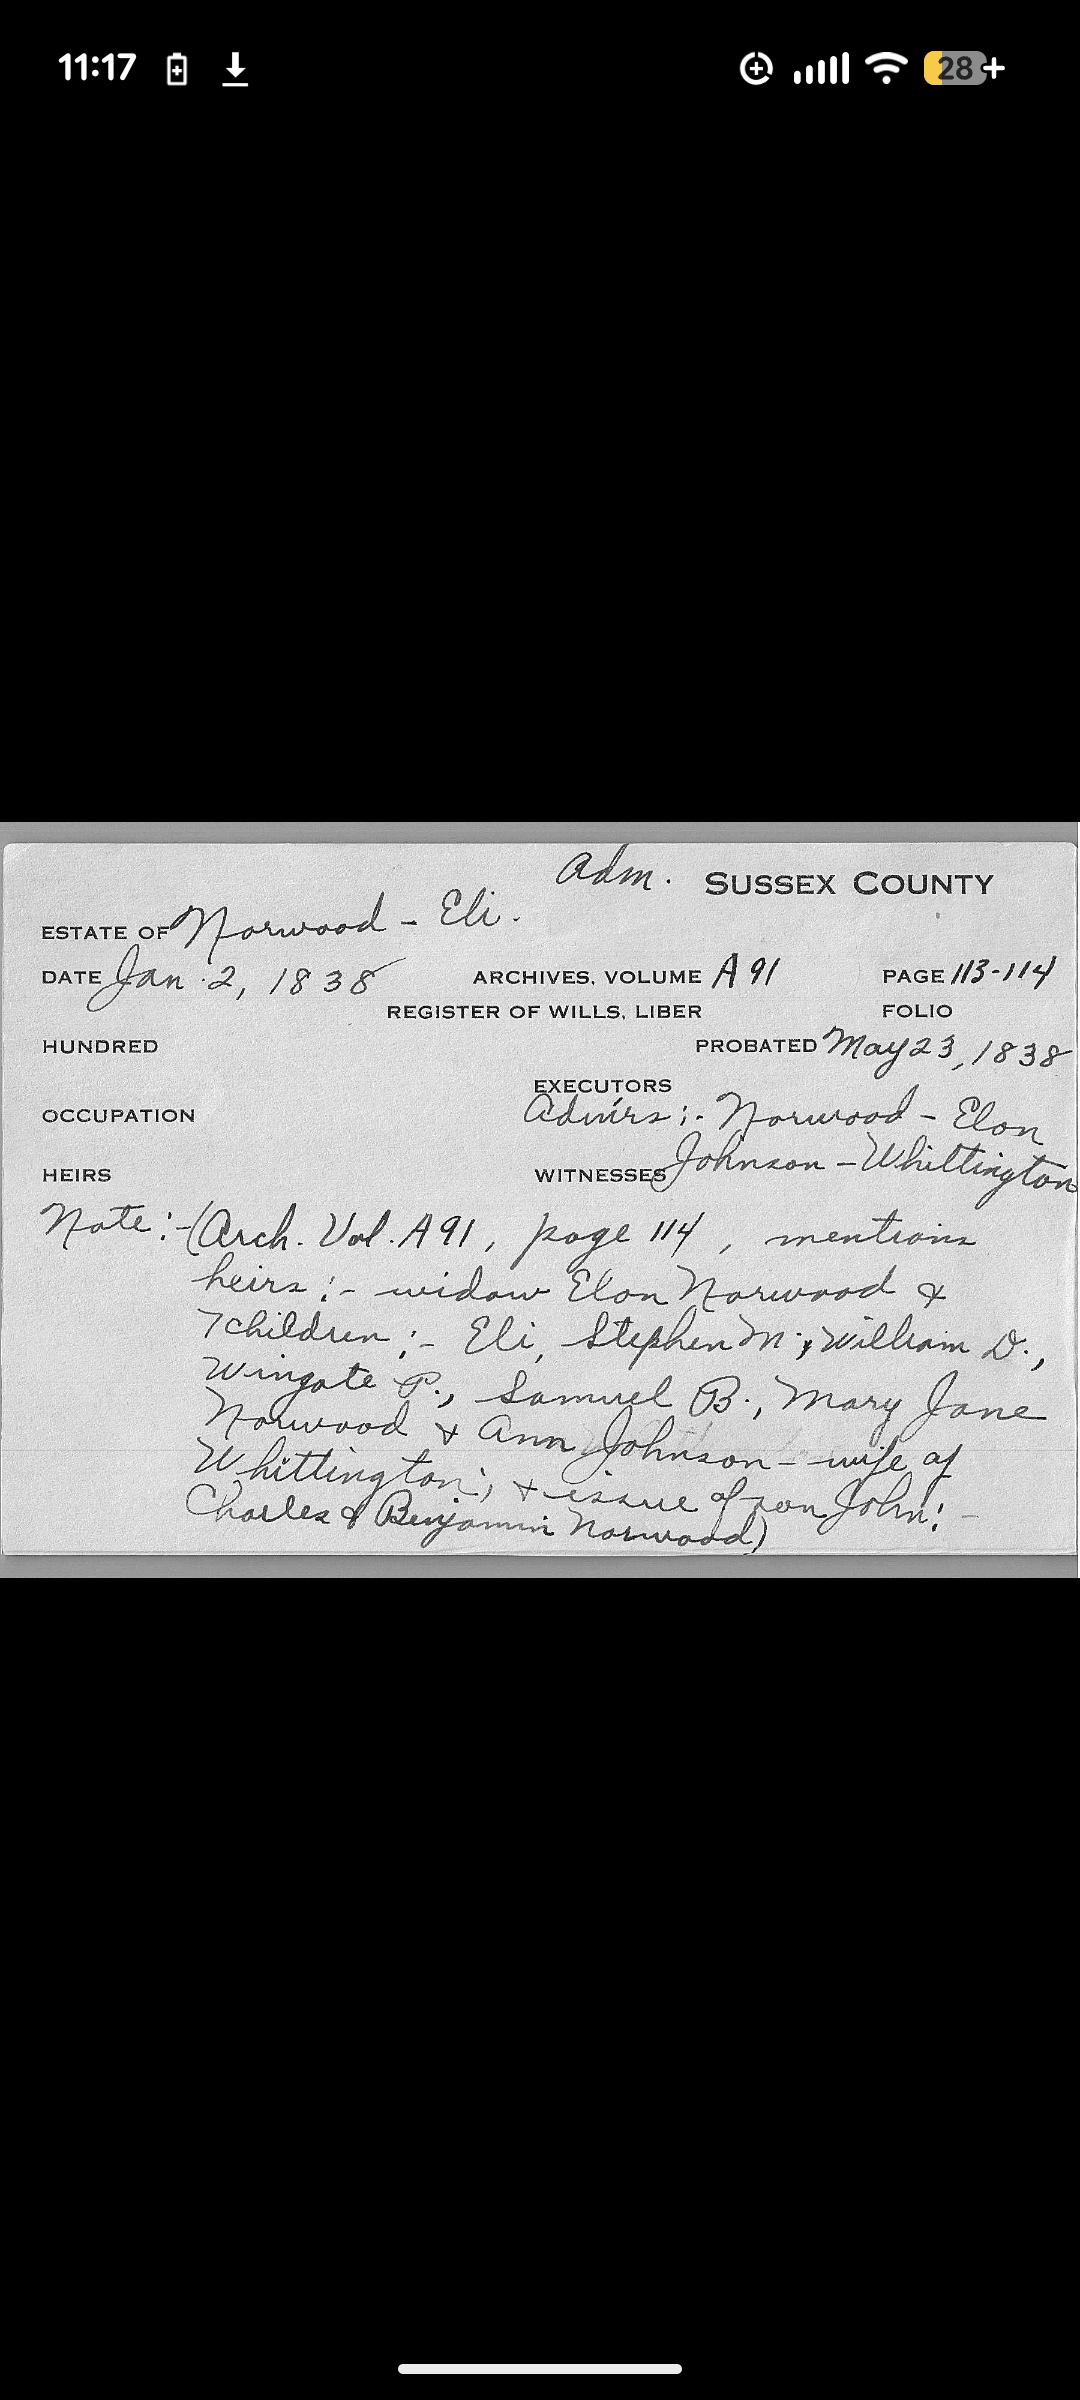 11:17
28+
Adm. SUSSEX COUNTY
ESTATE OF Norwood - Eli.
DATE Jan. 2, 1838 ARCHIVES, VOLUME A 91 PAGE 113-114
REGISTER OF WILLS, LIBER FOLIO
HUNDRED PROBATED May 23, 1838
EXECUTORS
OCCUPATION Admirs:- Norwood - Elon
HEIRS WITNESSES Johnson - Whittington
Note:- (Arch. Vol. A91, page 114, mentions
heirs:- widow Elon Norwood &
7 children:- Eli, Stephen M., William D.,
Wingate P., Samuel B., Mary Jane
Norwood & Ann Johnson - wife of
Whittington; & issue of son John:-
Charles & Benjamin Norwood)